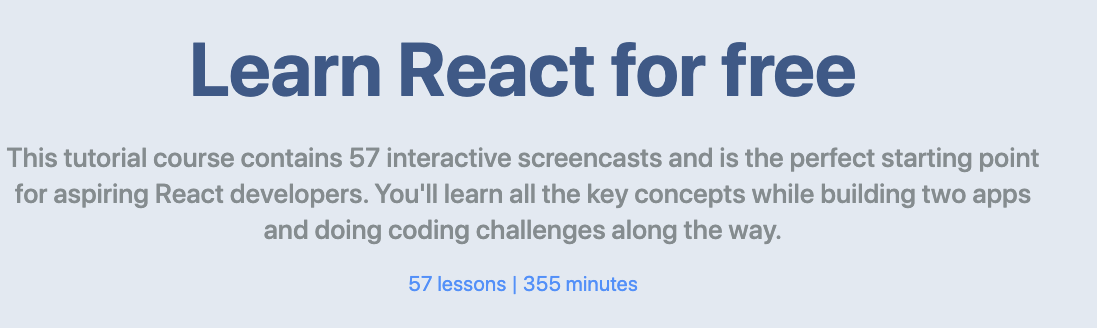 Learn React for free
This tutorial course contains 57 interactive screencasts and is the perfect starting point
for aspiring React developers. You'll learn all the key concepts while building two apps
and doing coding challenges along the way.
57 lessons | 355 minutes